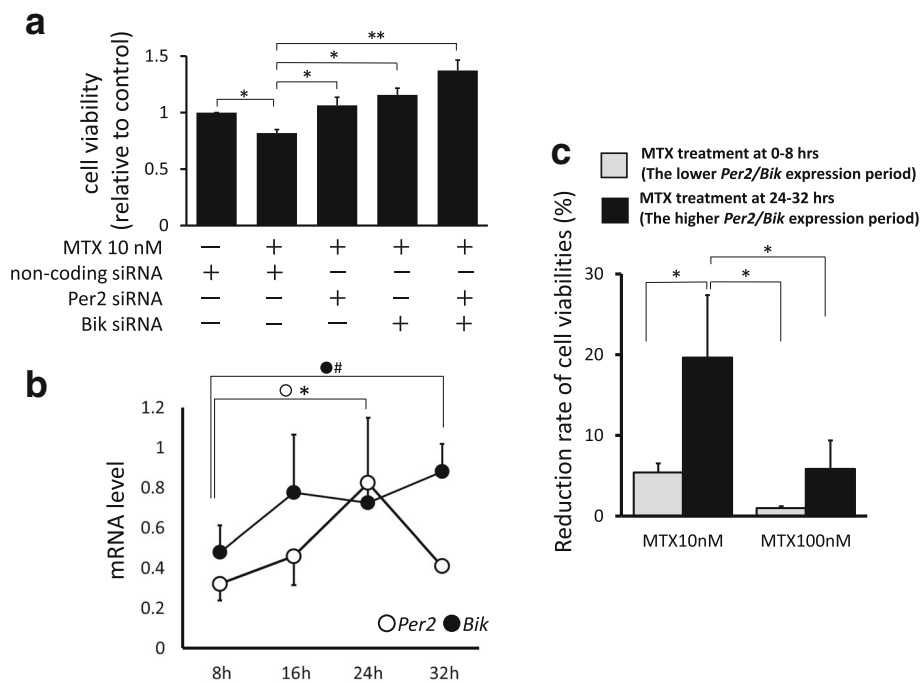 a
cell viability
(relative to control)
1.5
1
0.5
0
*
*
*
**
MTX 10 nM — + + + +
non-coding siRNA + + — — —
Per2 siRNA — — + — +
Bik siRNA — — — + +
b
mRNA level
1.2
1
0.8
0.6
0.4
0.2
0
●#
○ *
○Per2 ●Bik
8h 16h 24h 32h
c
MTX treatment at 0-8 hrs
(The lower Per2/Bik expression period)
MTX treatment at 24-32 hrs
(The higher Per2/Bik expression period)
Reduction rate of cell viabilities (%)
30
20
10
0
*
*
*
MTX10nM MTX100nM